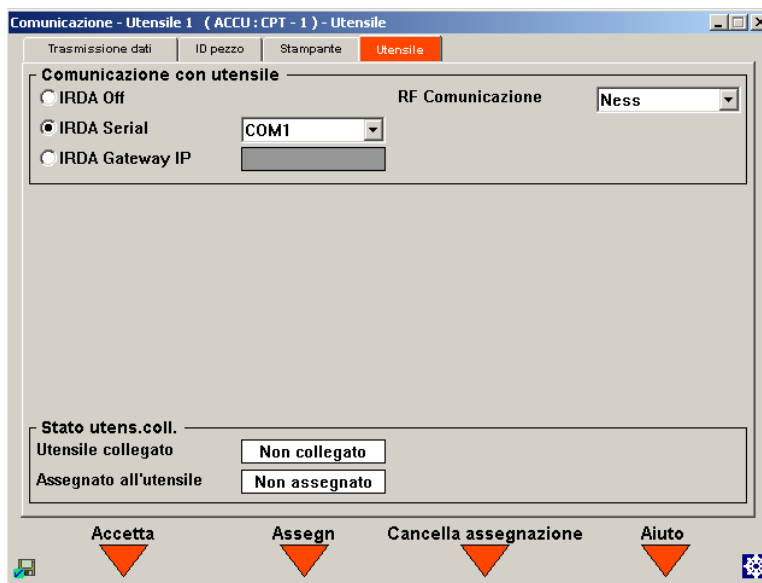 Comunicazione - Utensile 1 ( ACCU : CPT - 1 ) - Utensile
Trasmissione dati ID pezzo Stampante Utensile
Comunicazione con utensile
IRDA Off RF Comunicazione Ness
IRDA Serial COM1
IRDA Gateway IP
Stato utens.coll.
Utensile collegato Non collegato
Assegnato all'utensile Non assegnato
Accetta Assegn Cancella assegnazione Aiuto